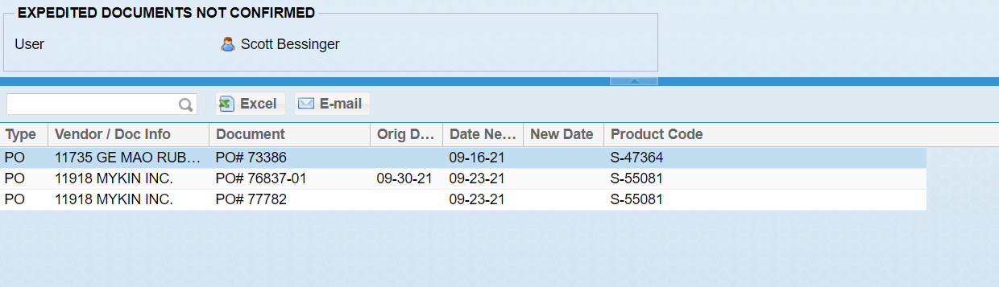 EXPEDITED DOCUMENTS NOT CONFIRMED
User Scott Bessinger
Excel E-mail
Type Vendor / Doc Info Document Orig D... Date Ne... New Date Product Code
PO 11735 GE MAO RUB... PO# 73386 09-16-21 S-47364
PO 11918 MYKIN INC. PO# 76837-01 09-30-21 09-23-21 S-55081
PO 11918 MYKIN INC. PO# 77782 09-23-21 S-55081